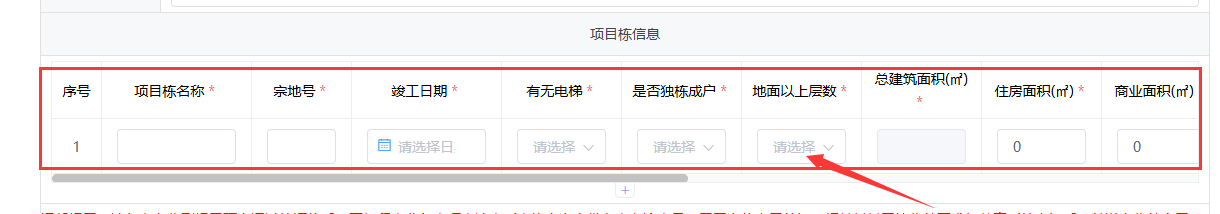 项目栋信息
序号 项目栋名称 * 宗地号 * 竣工日期 * 有无电梯 * 是否独栋成户 * 地面以上层数 * 总建筑面积(㎡) * 住房面积(㎡) * 商业面积(㎡)
1 请选择日 请选择 请选择 请选择 0 0